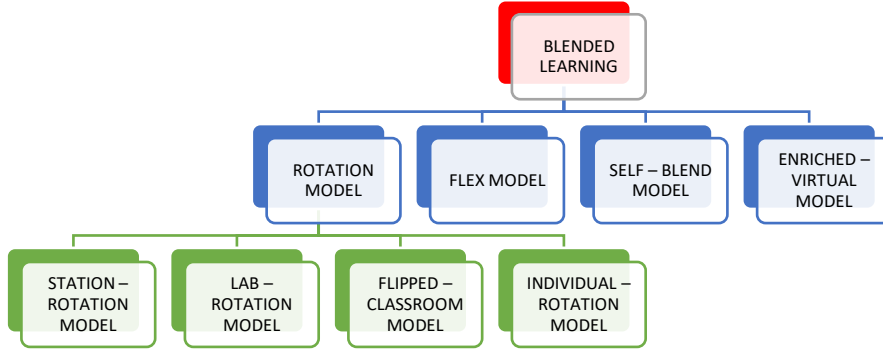 BLENDED
LEARNING
ROTATION
MODEL
FLEX MODEL
SELF – BLEND
MODEL
ENRICHED –
VIRTUAL
MODEL
STATION –
ROTATION
MODEL
LAB –
ROTATION
MODEL
FLIPPED –
CLASSROOM
MODEL
INDIVIDUAL –
ROTATION
MODEL